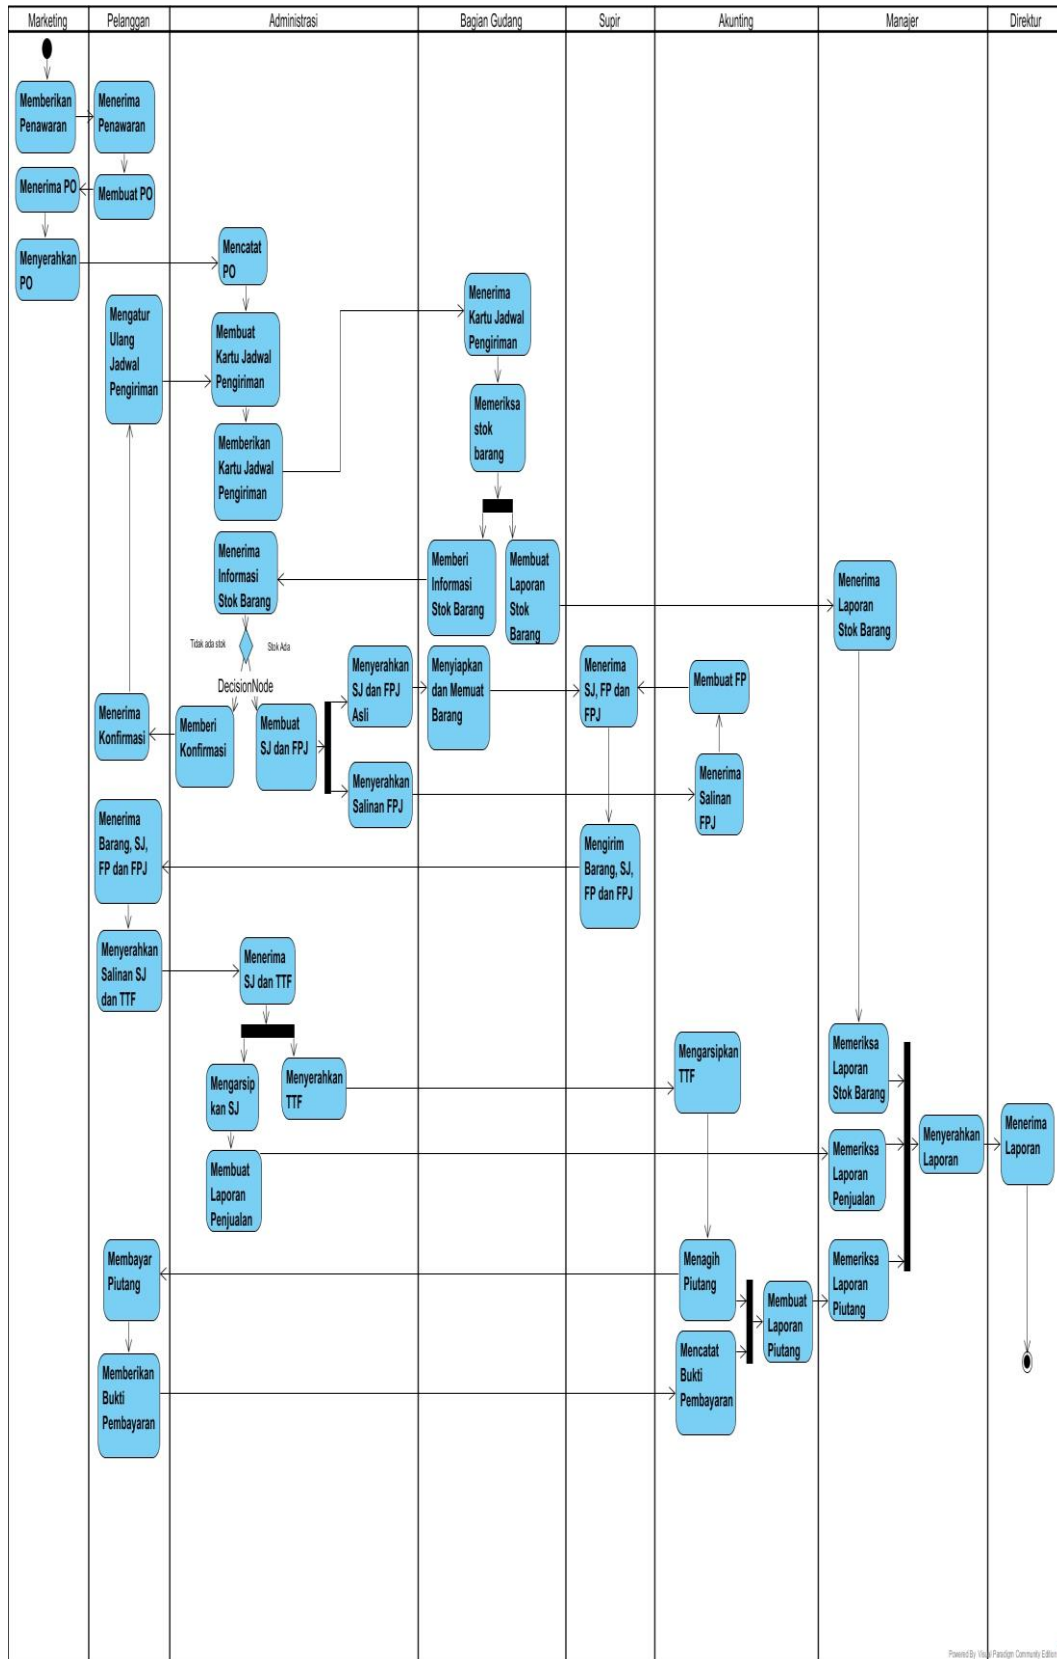 Marketing
Pelanggan
Administrasi
Bagian Gudang
Supir
Akunting
Manajer
Direktur
Memberikan
Penawaran
Menerima
Penawaran
Menerima PO
Membuat PO
Menyerahkan
PO
Mencatat
PO
Mengatur
Ulang
Jadwal
Pengiriman
Membuat
Kartu Jadwal
Pengiriman
Menerima
Kartu Jadwal
Pengiriman
Memeriksa
stok
barang
Memberikan
Kartu Jadwal
Pengiriman
Menerima
Informasi
Stok Barang
Memberi
Informasi
Stok Barang
Membuat
Laporan
Stok
Barang
Menerima
Laporan
Stok Barang
Tidak ada stok
Stok Ada
DecisionNode
Menerima
Konfirmasi
Memberi
Konfirmasi
Membuat
SJ dan FPJ
Menyerahkan
SJ dan FPJ
Asli
Menyiapkan
dan Memuat
Barang
Menerima
SJ, FP dan
FPJ
Membuat FP
Menyerahkan
Salinan FPJ
Menerima
Salinan
FPJ
Menerima
Barang, SJ,
FP dan FPJ
Mengirim
Barang, SJ,
FP dan FPJ
Menyerahkan
Salinan SJ
dan TTF
Menerima
SJ dan TTF
Mengarsip
kan SJ
Menyerahkan
TTF
Mengarsipkan
TTF
Memeriksa
Laporan
Stok Barang
Membuat
Laporan
Penjualan
Memeriksa
Laporan
Penjualan
Menyerahkan
Laporan
Menerima
Laporan
Membayar
Piutang
Menagih
Piutang
Memeriksa
Laporan
Piutang
Membuat
Laporan
Piutang
Memberikan
Bukti
Pembayaran
Mencatat
Bukti
Pembayaran
Powered By Visual Paradigm Community Edition